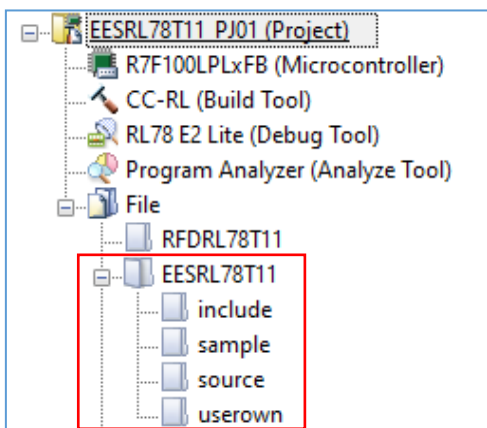 EESRL78T11_PJ01 (Project)
R7F100LPLxFB (Microcontroller)
CC-RL (Build Tool)
RL78 E2 Lite (Debug Tool)
Program Analyzer (Analyze Tool)
File
RFDRL78T11
EESRL78T11
include
sample
source
userown